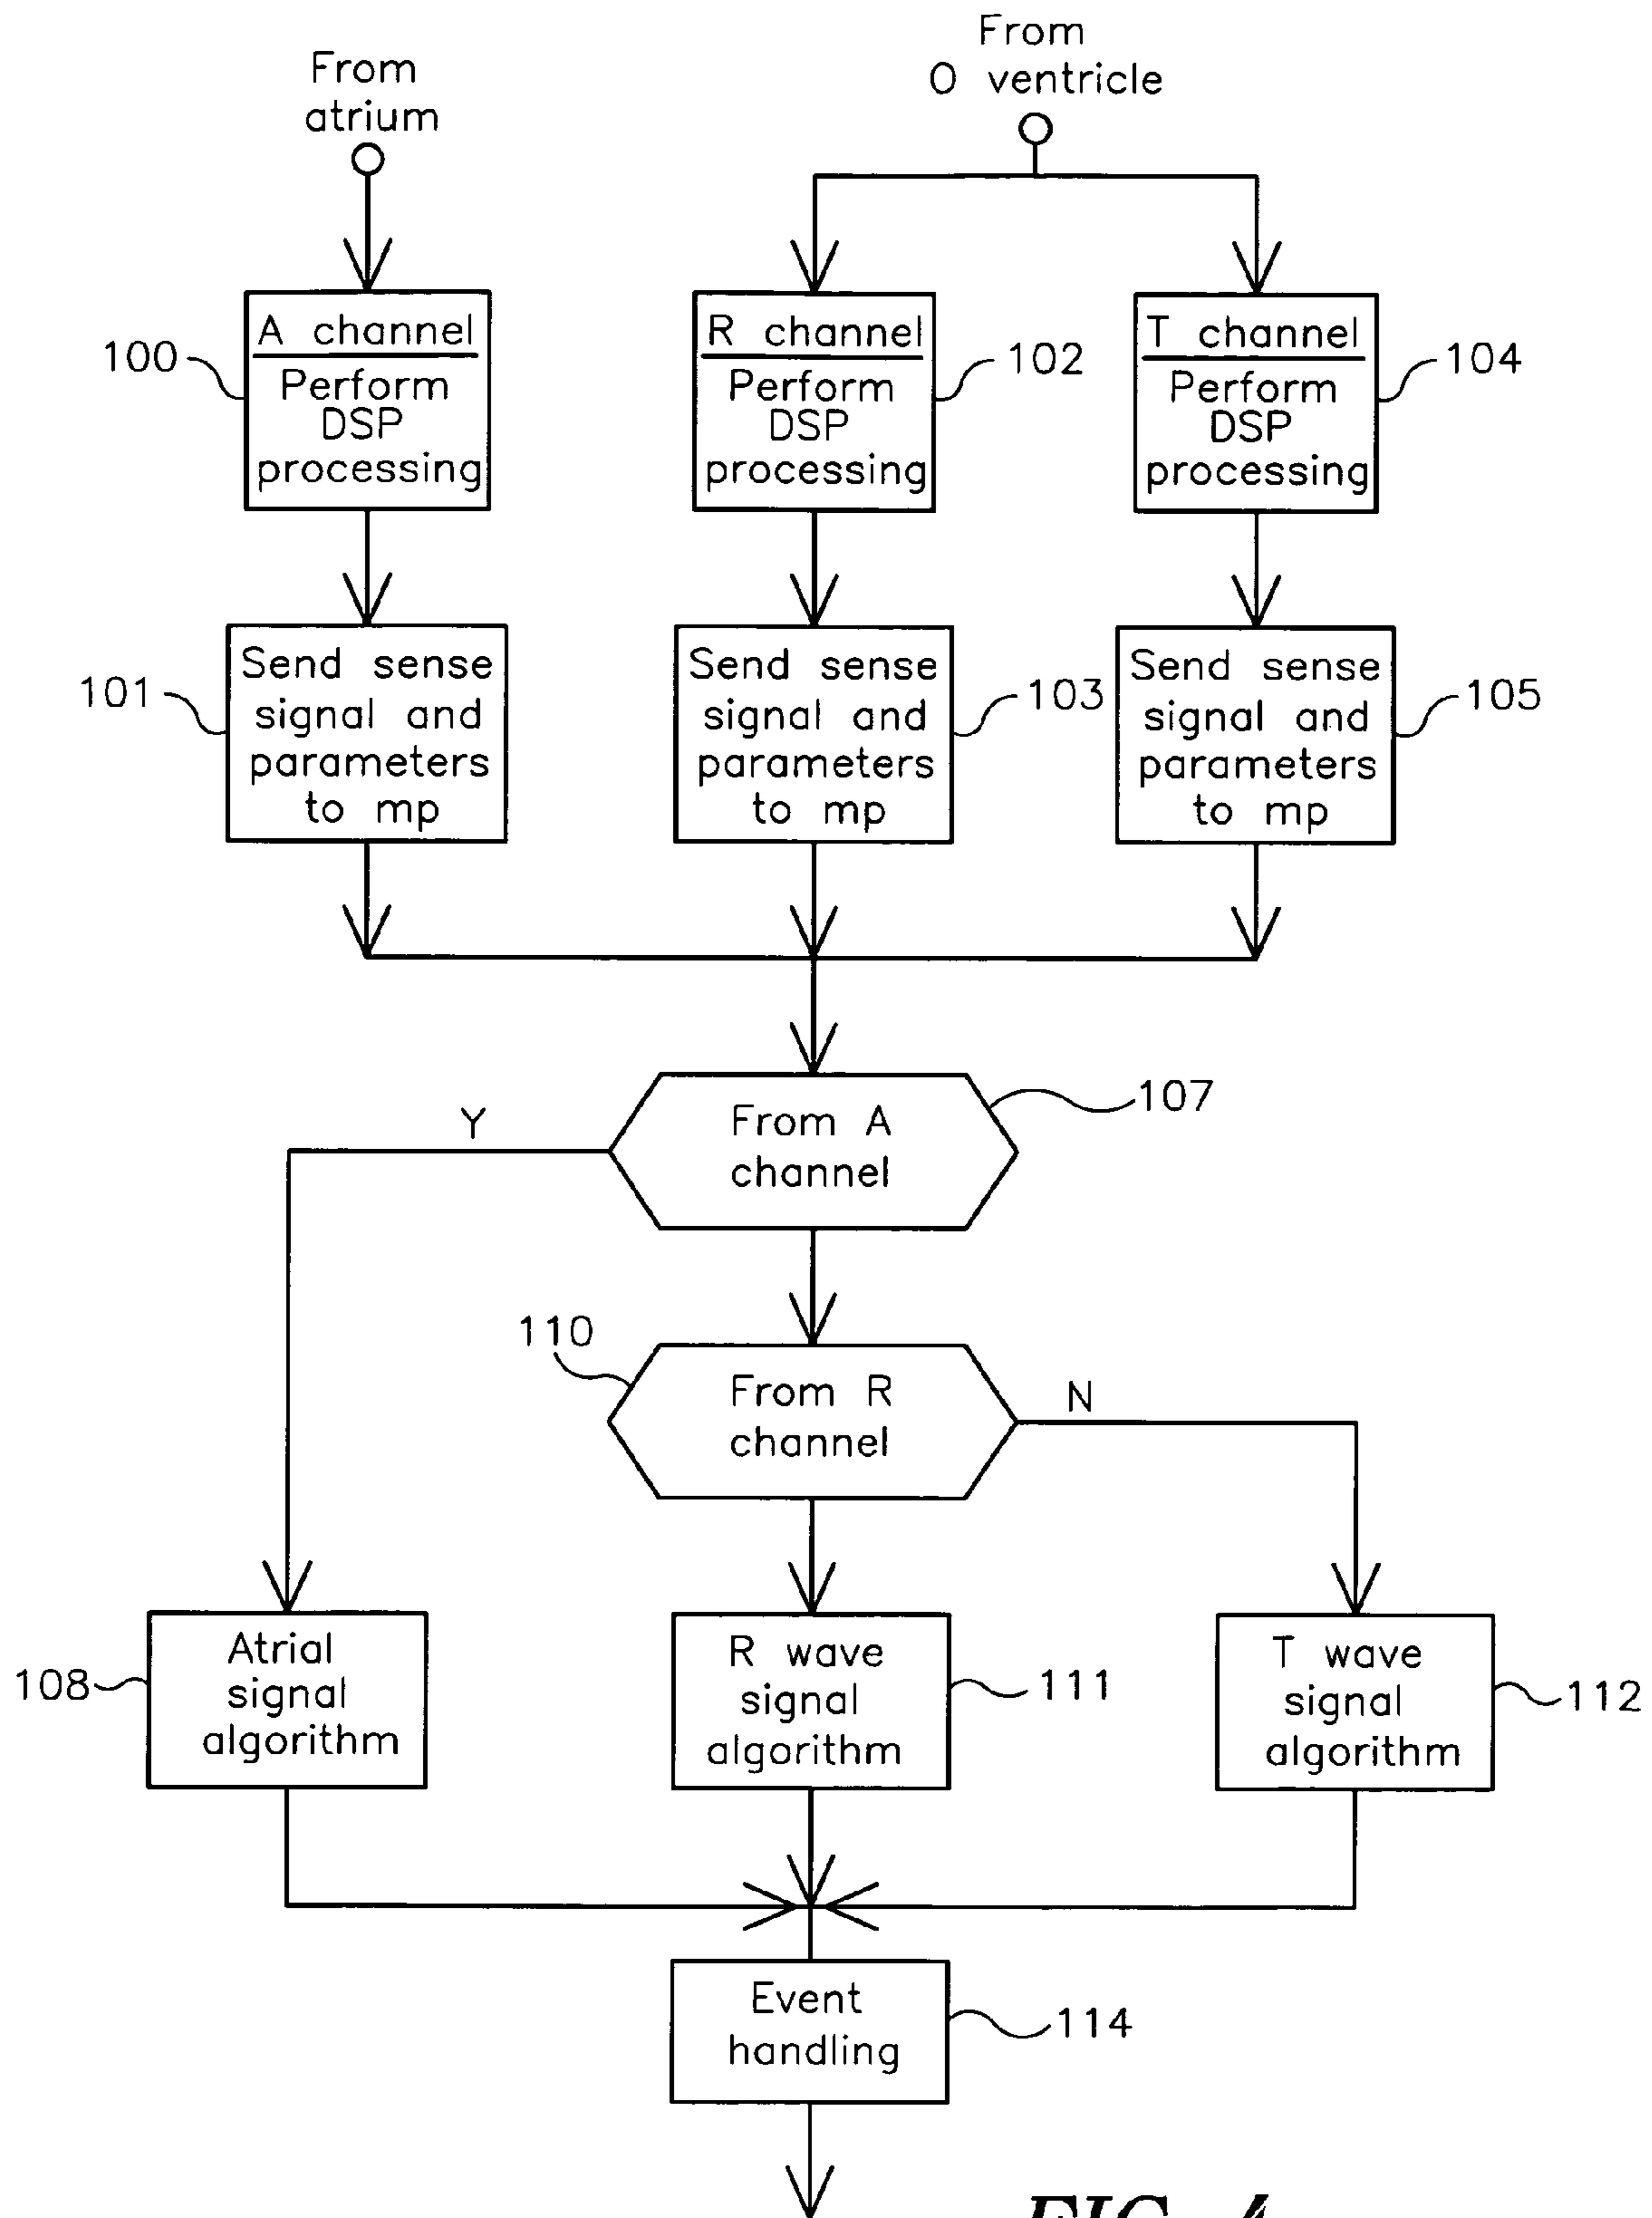 From
atrium
From
O ventricle
A channel
Perform
DSP
processing
100
R channel
Perform
DSP
processing
102
T channel
Perform
DSP
processing
104
101
Send sense
signal and
parameters
to mp
Send sense
signal and
parameters
to mp
103
Send sense
signal and
parameters
to mp
105
From A
channel
107
Y
110
From R
channel
N
108
Atrial
signal
algorithm
R wave
signal
algorithm
111
T wave
signal
algorithm
112
Event
handling
114
FIG. 4